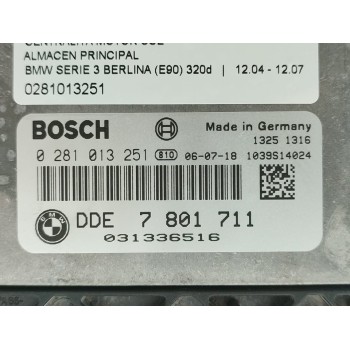 ALMACEN PRINCIPAL
BMW SERIE 3 BERLINA (E90) 320d | 12.04 - 12.07
0281013251
BOSCH
Made in Germany
1325 1316
0 281 013 251 810 06-07-18 1039S14024
BMW
DDE 7 801 711
031336516